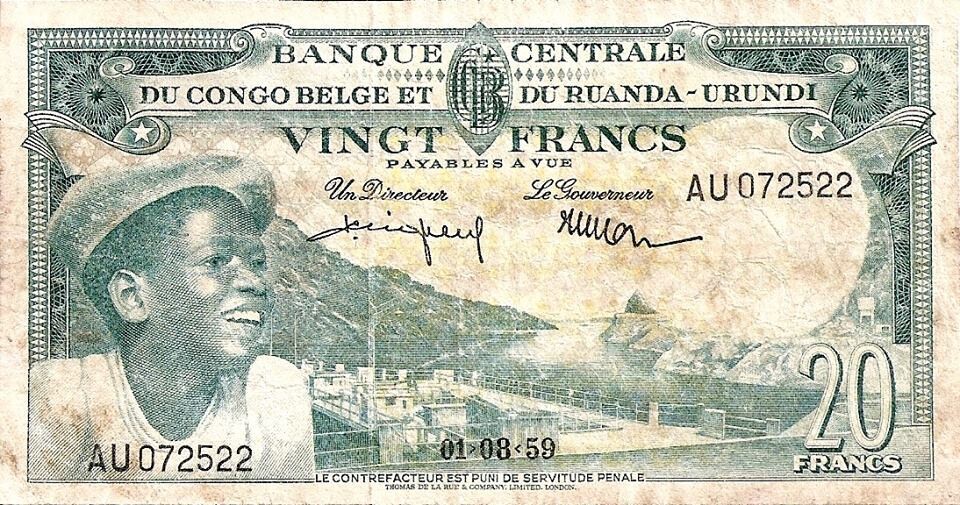 BANQUE CENTRALE
DU CONGO BELGE ET DU RUANDA-URUNDI
VINGT FRANCS
PAYABLES A VUE
Un Directeur Le Gouverneur AU 072522
20
FRANCS
AU 072522
01-08-59
LE CONTREFACTEUR EST PUNI DE SERVITUDE PENALE
THOMAS DE LA RUE & COMPANY, LIMITED, LONDON.